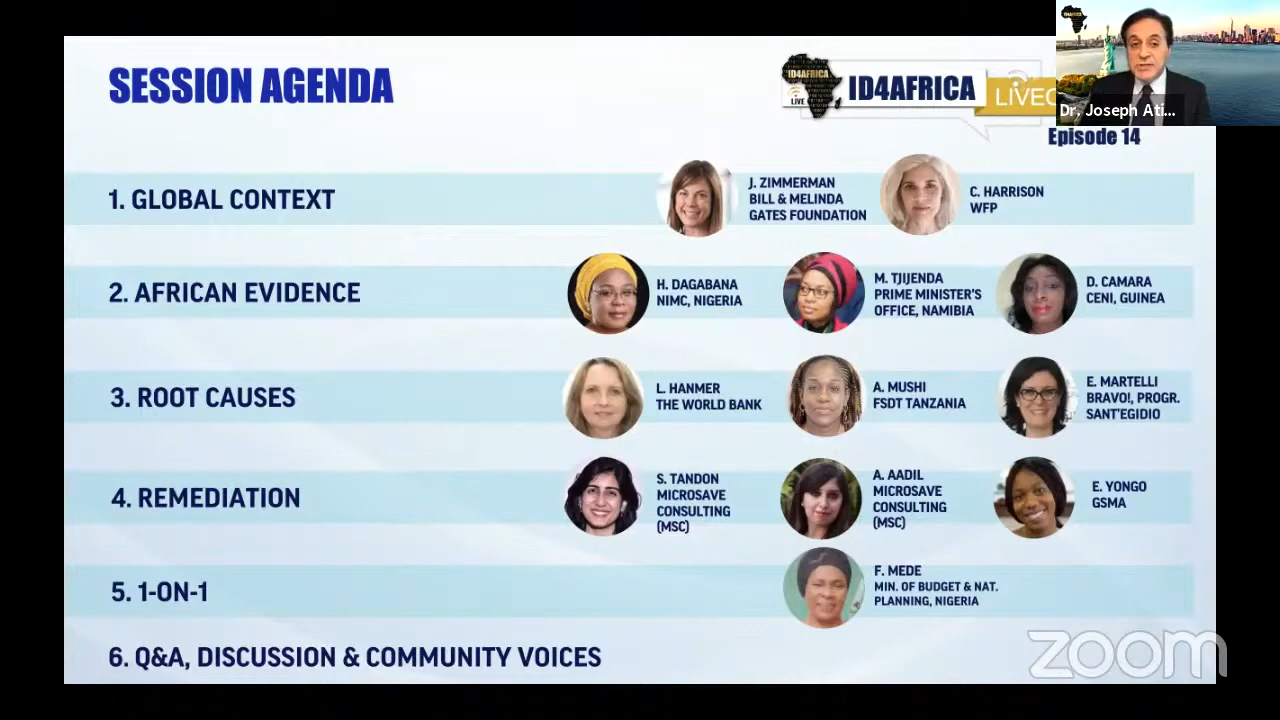 SESSION AGENDA
ID4AFRICA
LIVE
ID4AFRICA
LIVEC
ID4AFRICA
Dr. Joseph Ati...
Episode 14
1. GLOBAL CONTEXT
J. ZIMMERMAN
BILL & MELINDA
GATES FOUNDATION
C. HARRISON
WFP
2. AFRICAN EVIDENCE
H. DAGABANA
NIMC, NIGERIA
M. TJIJENDA
PRIME MINISTER'S
OFFICE, NAMIBIA
D. CAMARA
CENI, GUINEA
3. ROOT CAUSES
L. HANMER
THE WORLD BANK
A. MUSHI
FSDT TANZANIA
E. MARTELLI
BRAVO!, PROGR.
SANT'EGIDIO
4. REMEDIATION
S. TANDON
MICROSAVE
CONSULTING
(MSC)
A. AADIL
MICROSAVE
CONSULTING
(MSC)
E. YONGO
GSMA
5. 1-ON-1
F. MEDE
MIN. OF BUDGET & NAT.
PLANNING, NIGERIA
6. Q&A, DISCUSSION & COMMUNITY VOICES
zoom